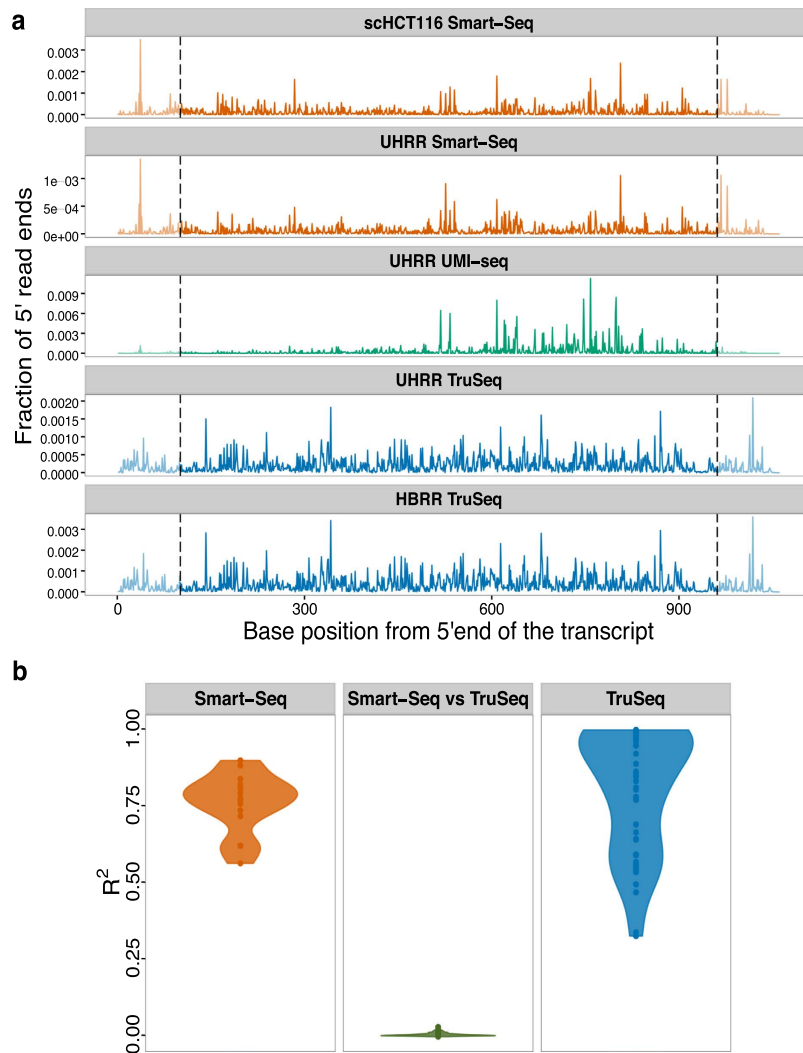 a
scHCT116 Smart−Seq
0.003
0.002
0.001
0.000
UHRR Smart−Seq
1e−03
5e−04
0e+00
UHRR UMI−seq
0.009
0.006
0.003
0.000
UHRR TruSeq
0.0020
0.0015
0.0010
0.0005
0.0000
HBRR TruSeq
0.003
0.002
0.001
0.000
Fraction of 5' read ends
0 300 600 900
Base position from 5'end of the transcript
b
Smart−Seq Smart−Seq vs TruSeq TruSeq
1.00
0.75
0.50
0.25
0.00
R²